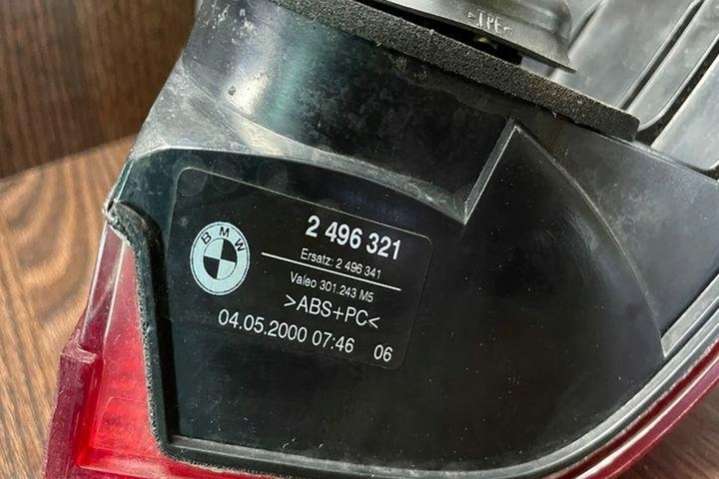 >PE<
BMW
2 496 321
Ersatz: 2 496 341
Valeo 301.243 M5
>ABS+PC<
04.05.2000 07:46 06